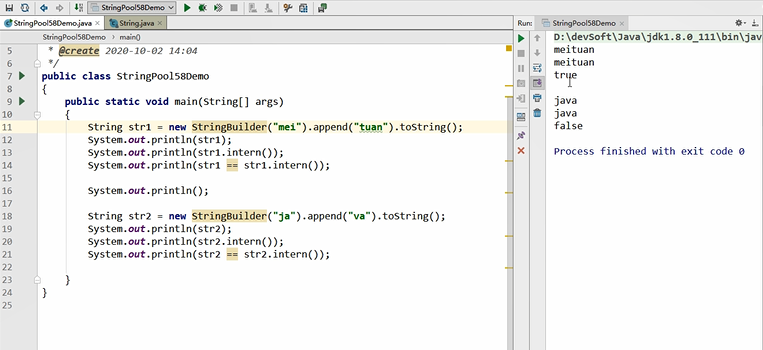 StringPool58Demo
StringPool58Demo.java × String.java ×
StringPool58Demo > main()
5 * @create 2020-10-02 14:04
6 */
7 public class StringPool58Demo
8 {
9 public static void main(String[] args)
10 {
11 String str1 = new StringBuilder("mei").append("tuan").toString();
12 System.out.println(str1);
13 System.out.println(str1.intern());
14 System.out.println(str1 == str1.intern());
15
16 System.out.println();
17
18 String str2 = new StringBuilder("ja").append("va").toString();
19 System.out.println(str2);
20 System.out.println(str2.intern());
21 System.out.println(str2 == str2.intern());
22
23 }
24 }
25
Run: StringPool58Demo ×
D:\devSoft\Java\jdk1.8.0_111\bin\jav
meituan
meituan
true
java
java
false
Process finished with exit code 0